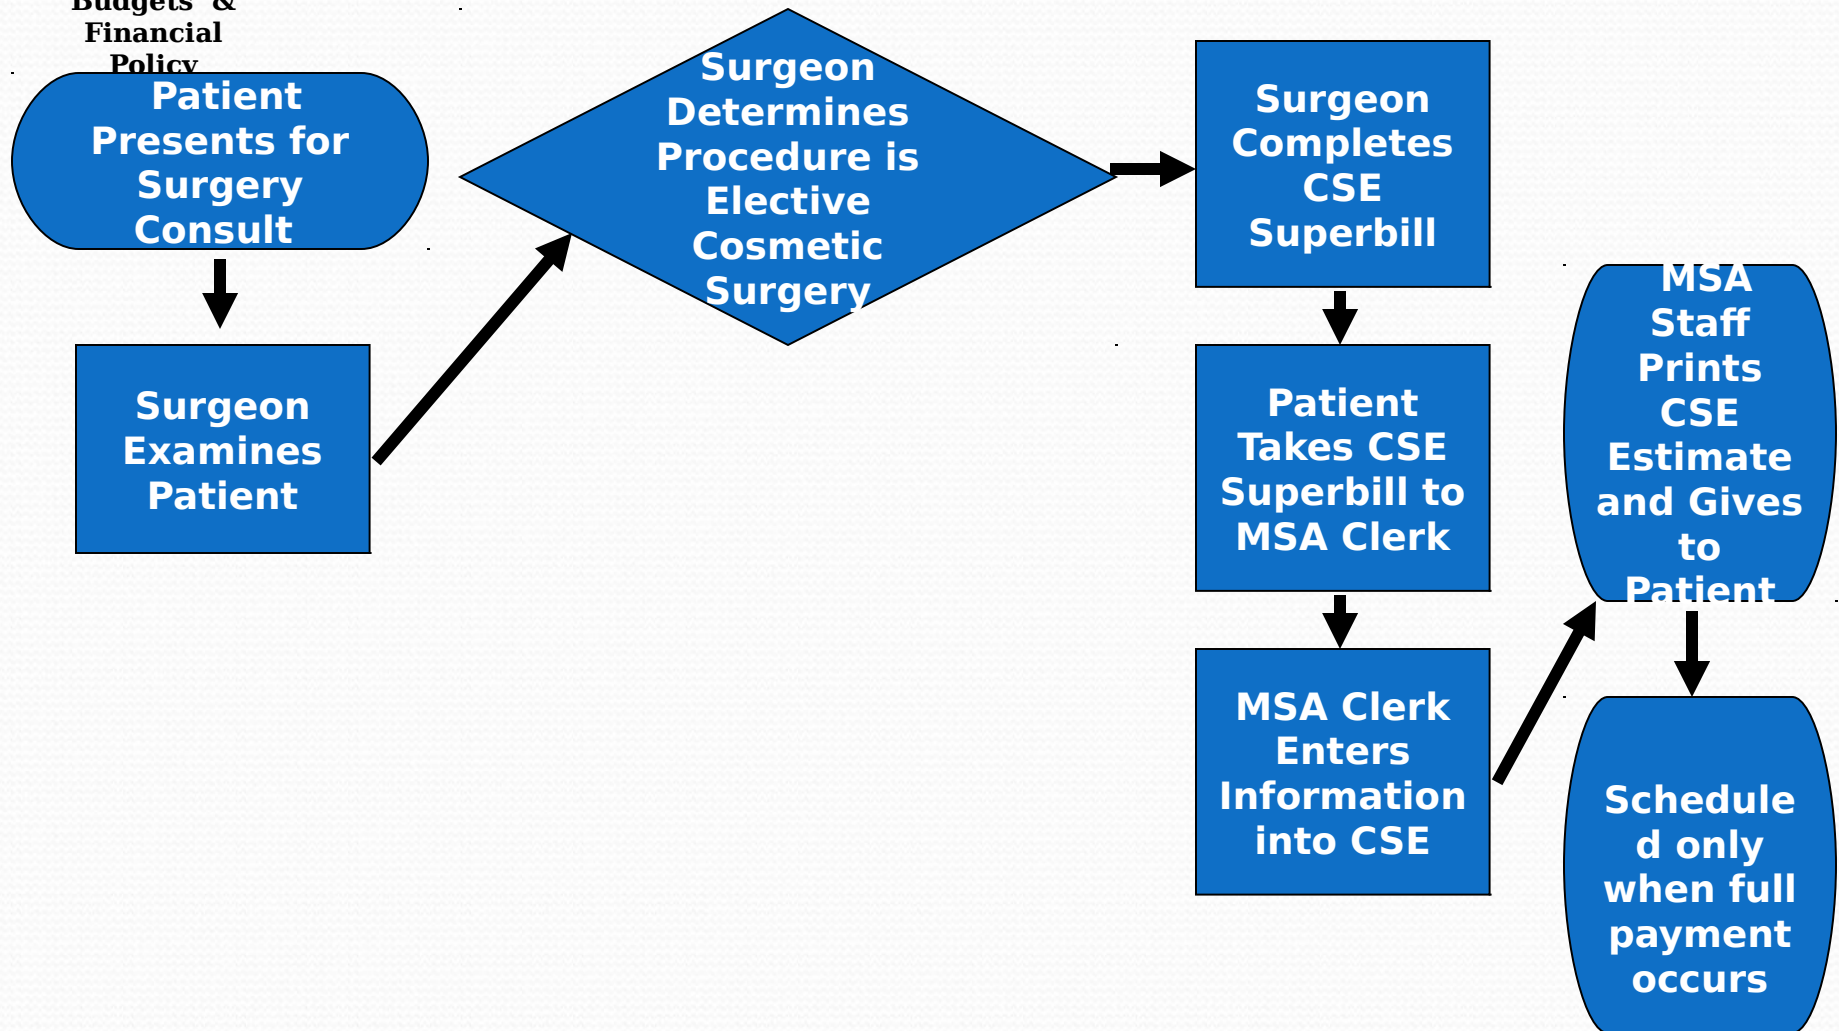 Budgets & 
Financial
Policy
Patient
Presents for
Surgery
Consult
Surgeon
Examines
Patient
Surgeon
Determines
Procedure is
Elective
Cosmetic
Surgery
Surgeon
Completes
CSE
Superbill
Patient
Takes CSE
Superbill to
MSA Clerk
MSA Clerk
Enters
Information
into CSE
MSA
Staff
Prints
CSE
Estimate
and Gives
to
Patient
Schedule
d only
when full
payment
occurs